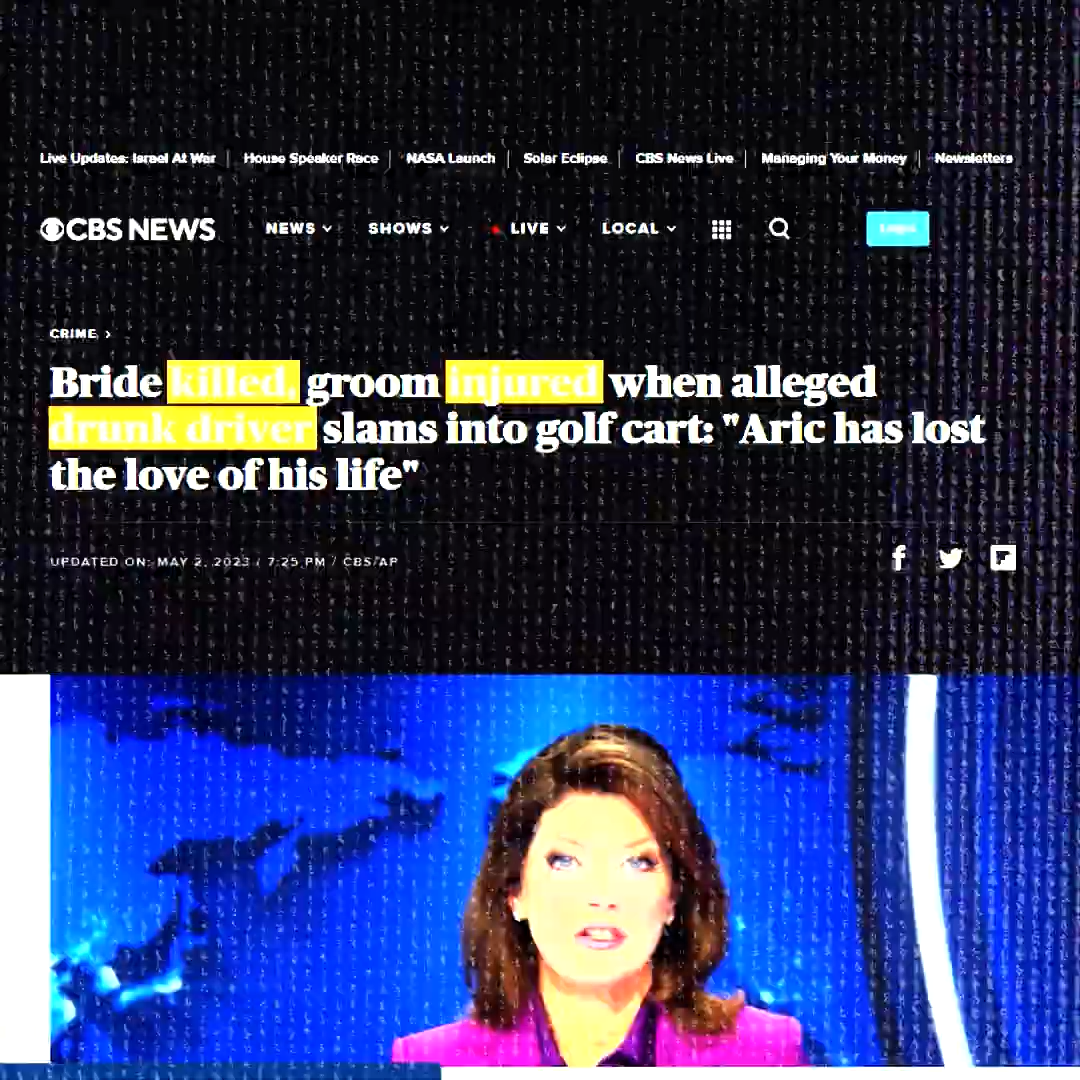 Live Updates: Israel At War | House Speaker Race | NASA Launch | Solar Eclipse | CBS News Live | Managing Your Money | Newsletters
CBS NEWS NEWS SHOWS LIVE LOCAL Login
CRIME ›
Bride killed, groom injured when alleged
drunk driver slams into golf cart: "Aric has lost
the love of his life"
UPDATED ON: MAY 2, 2023 / 7:25 PM / CBS/AP